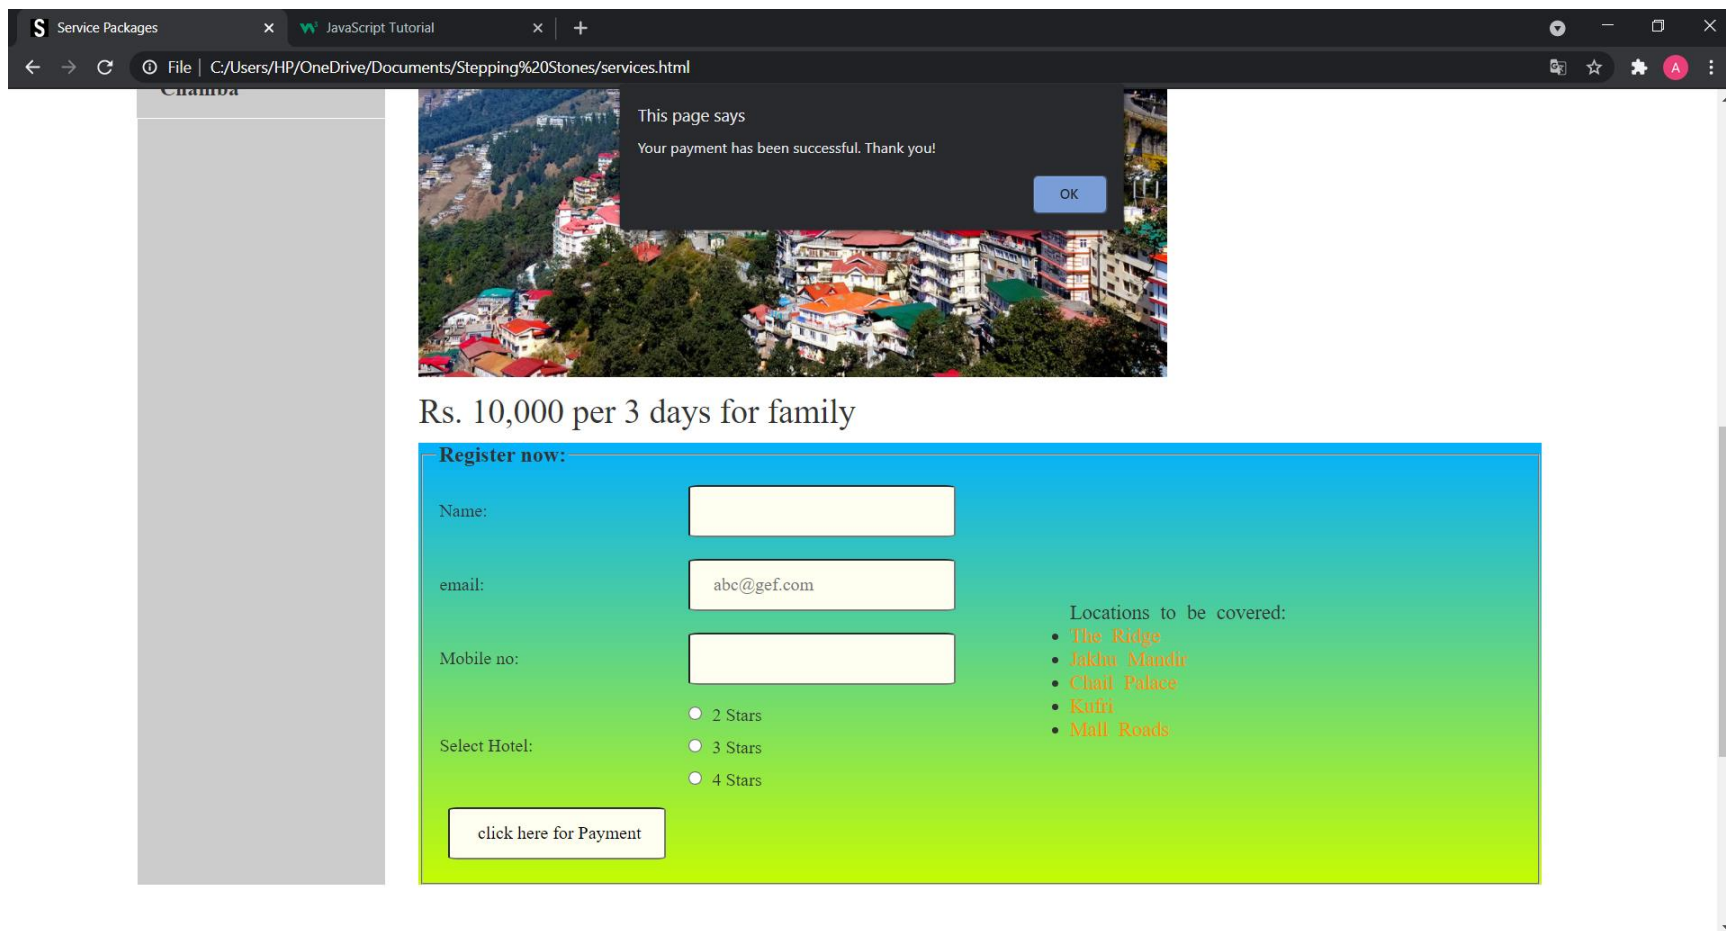 Service Packages
JavaScript Tutorial
File | C:/Users/HP/OneDrive/Documents/Stepping%20Stones/services.html
A
Chamba
This page says
Your payment has been successful. Thank you!
OK
Rs. 10,000 per 3 days for family
Register now:
Name:
email:
abc@gef.com
Mobile no:
Select Hotel:
2 Stars
3 Stars
4 Stars
click here for Payment
Locations to be covered:
The Ridge
Jakhu Mandir
Chail Palace
Kufri
Mall Roads